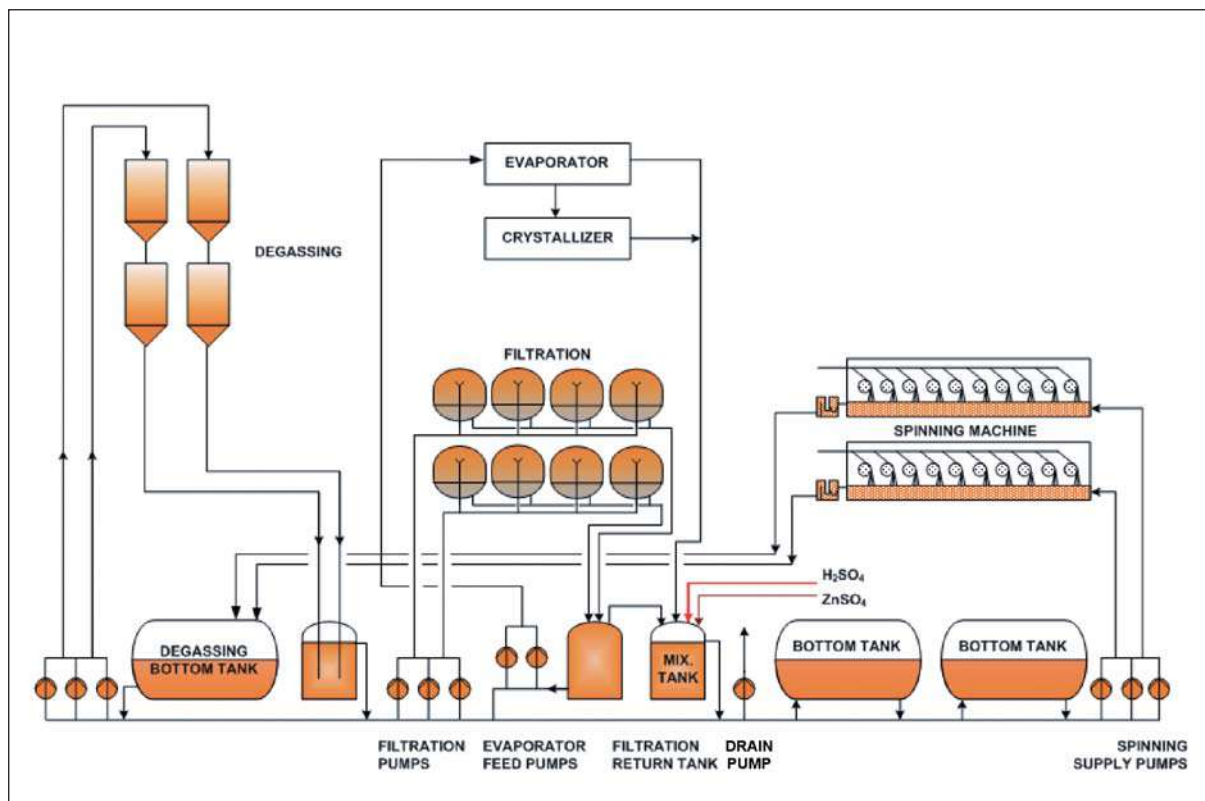 EVAPORATOR
CRYSTALLIZER
DEGASSING
FILTRATION
SPINNING MACHINE
H₂SO₄
ZnSO₄
DEGASSING
BOTTOM TANK
MIX.
TANK
BOTTOM TANK
BOTTOM TANK
FILTRATION
PUMPS
EVAPORATOR
FEED PUMPS
FILTRATION
RETURN TANK
DRAIN
PUMP
SPINNING
SUPPLY PUMPS